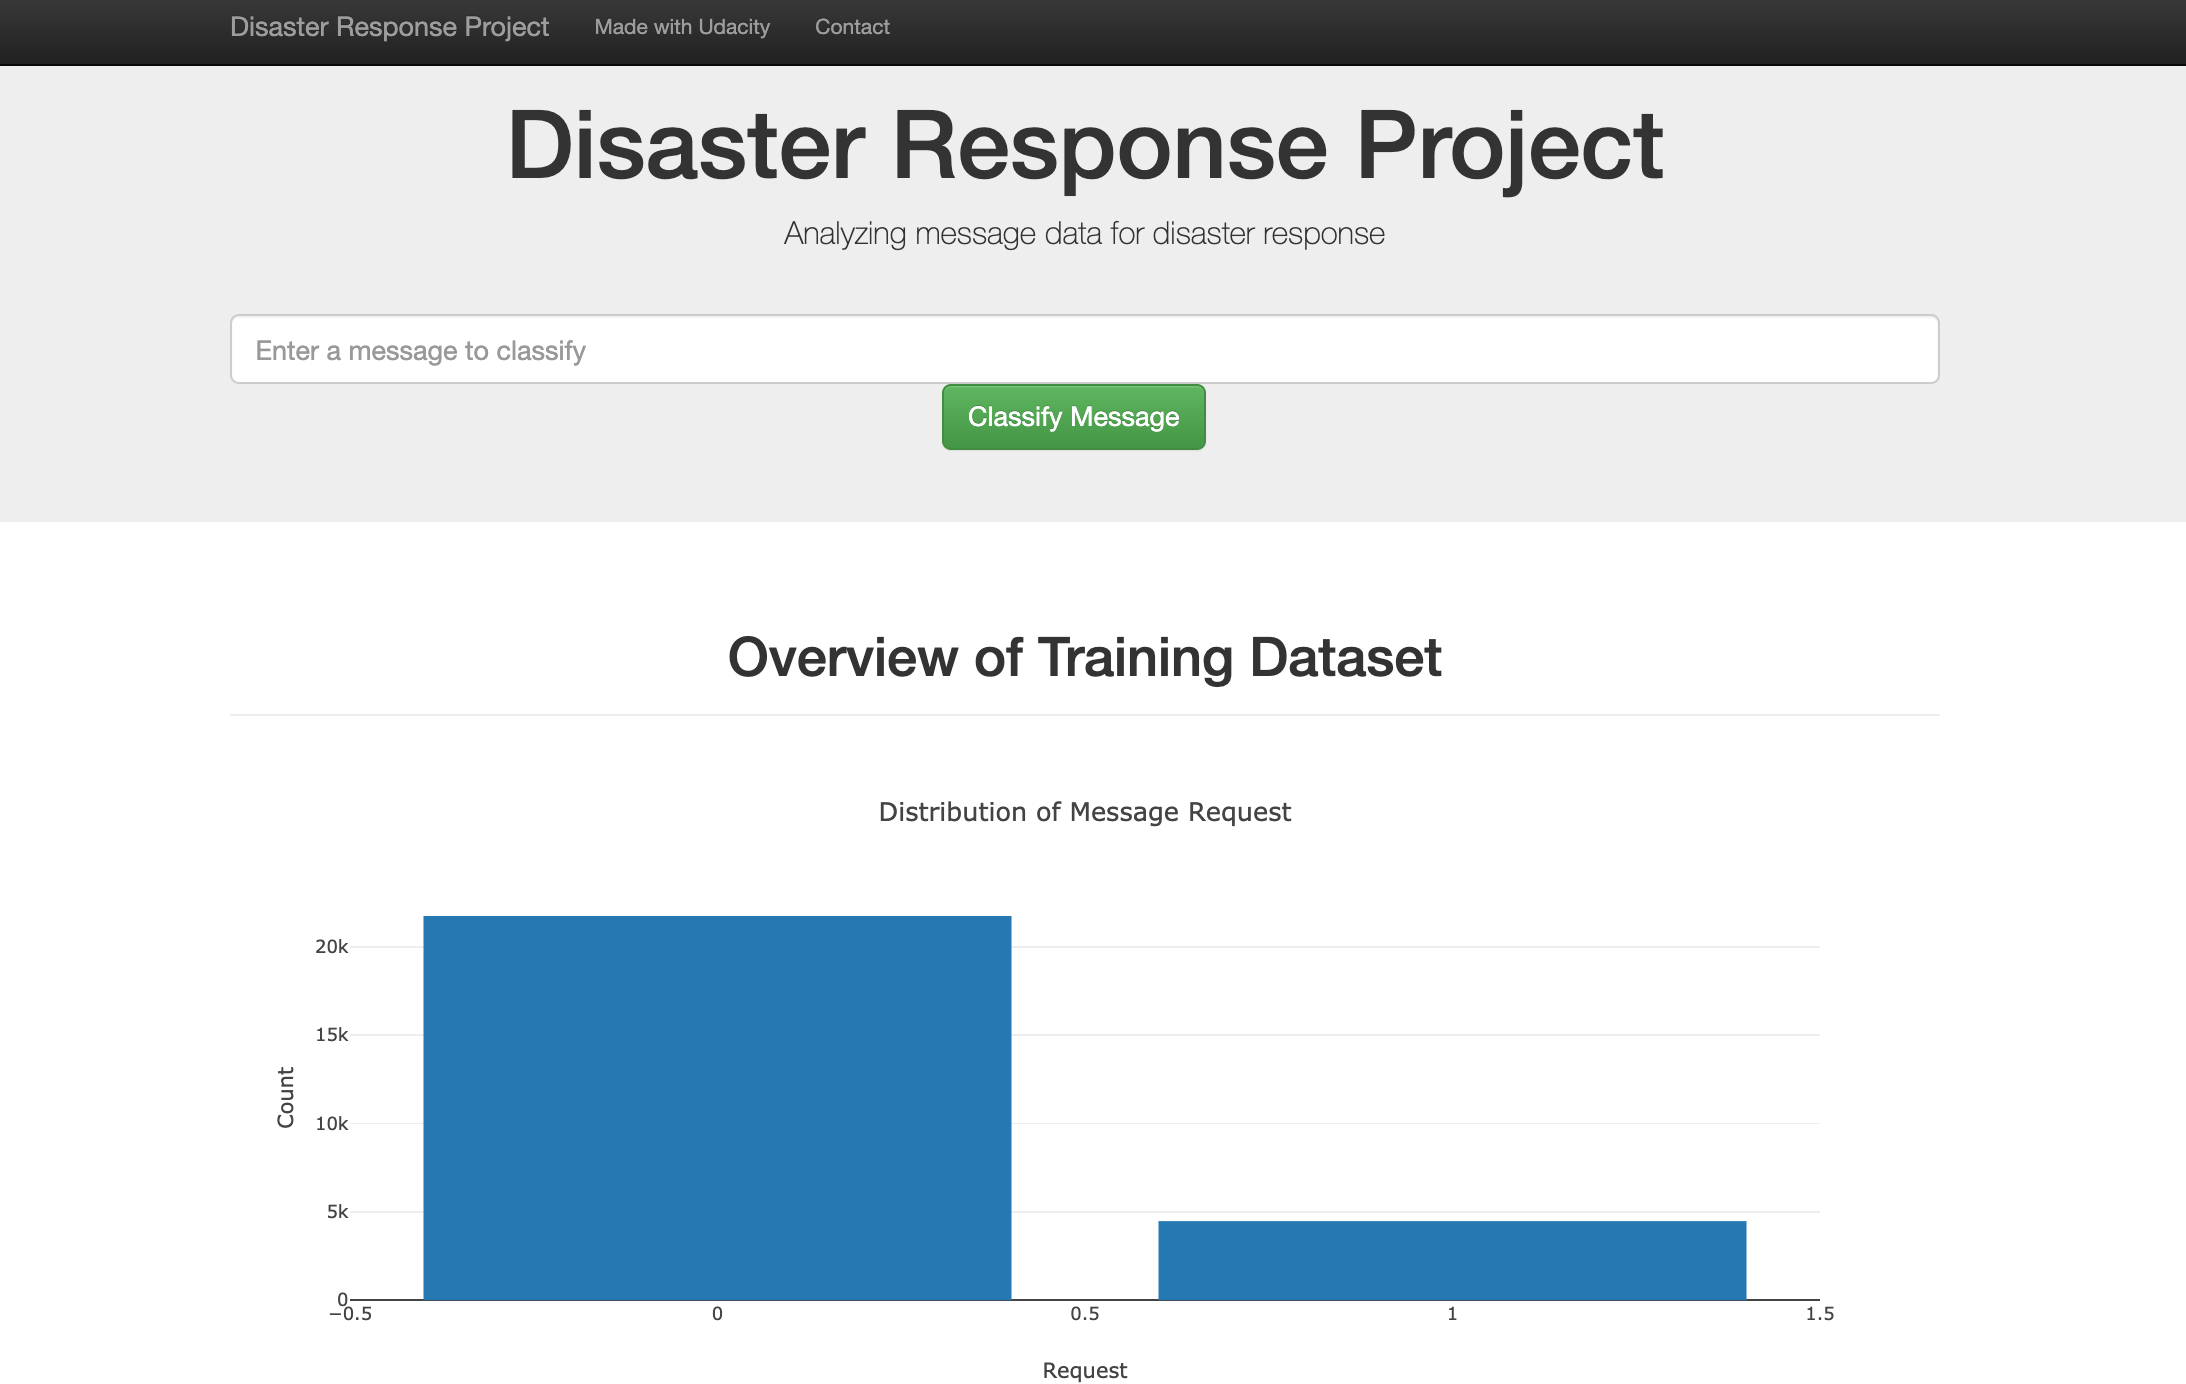 Disaster Response Project Made with Udacity Contact
Disaster Response Project
Analyzing message data for disaster response
Enter a message to classify
Classify Message
Overview of Training Dataset
Distribution of Message Request
20k
15k
Count
10k
5k
0
−0.5 0 0.5 1 1.5
Request